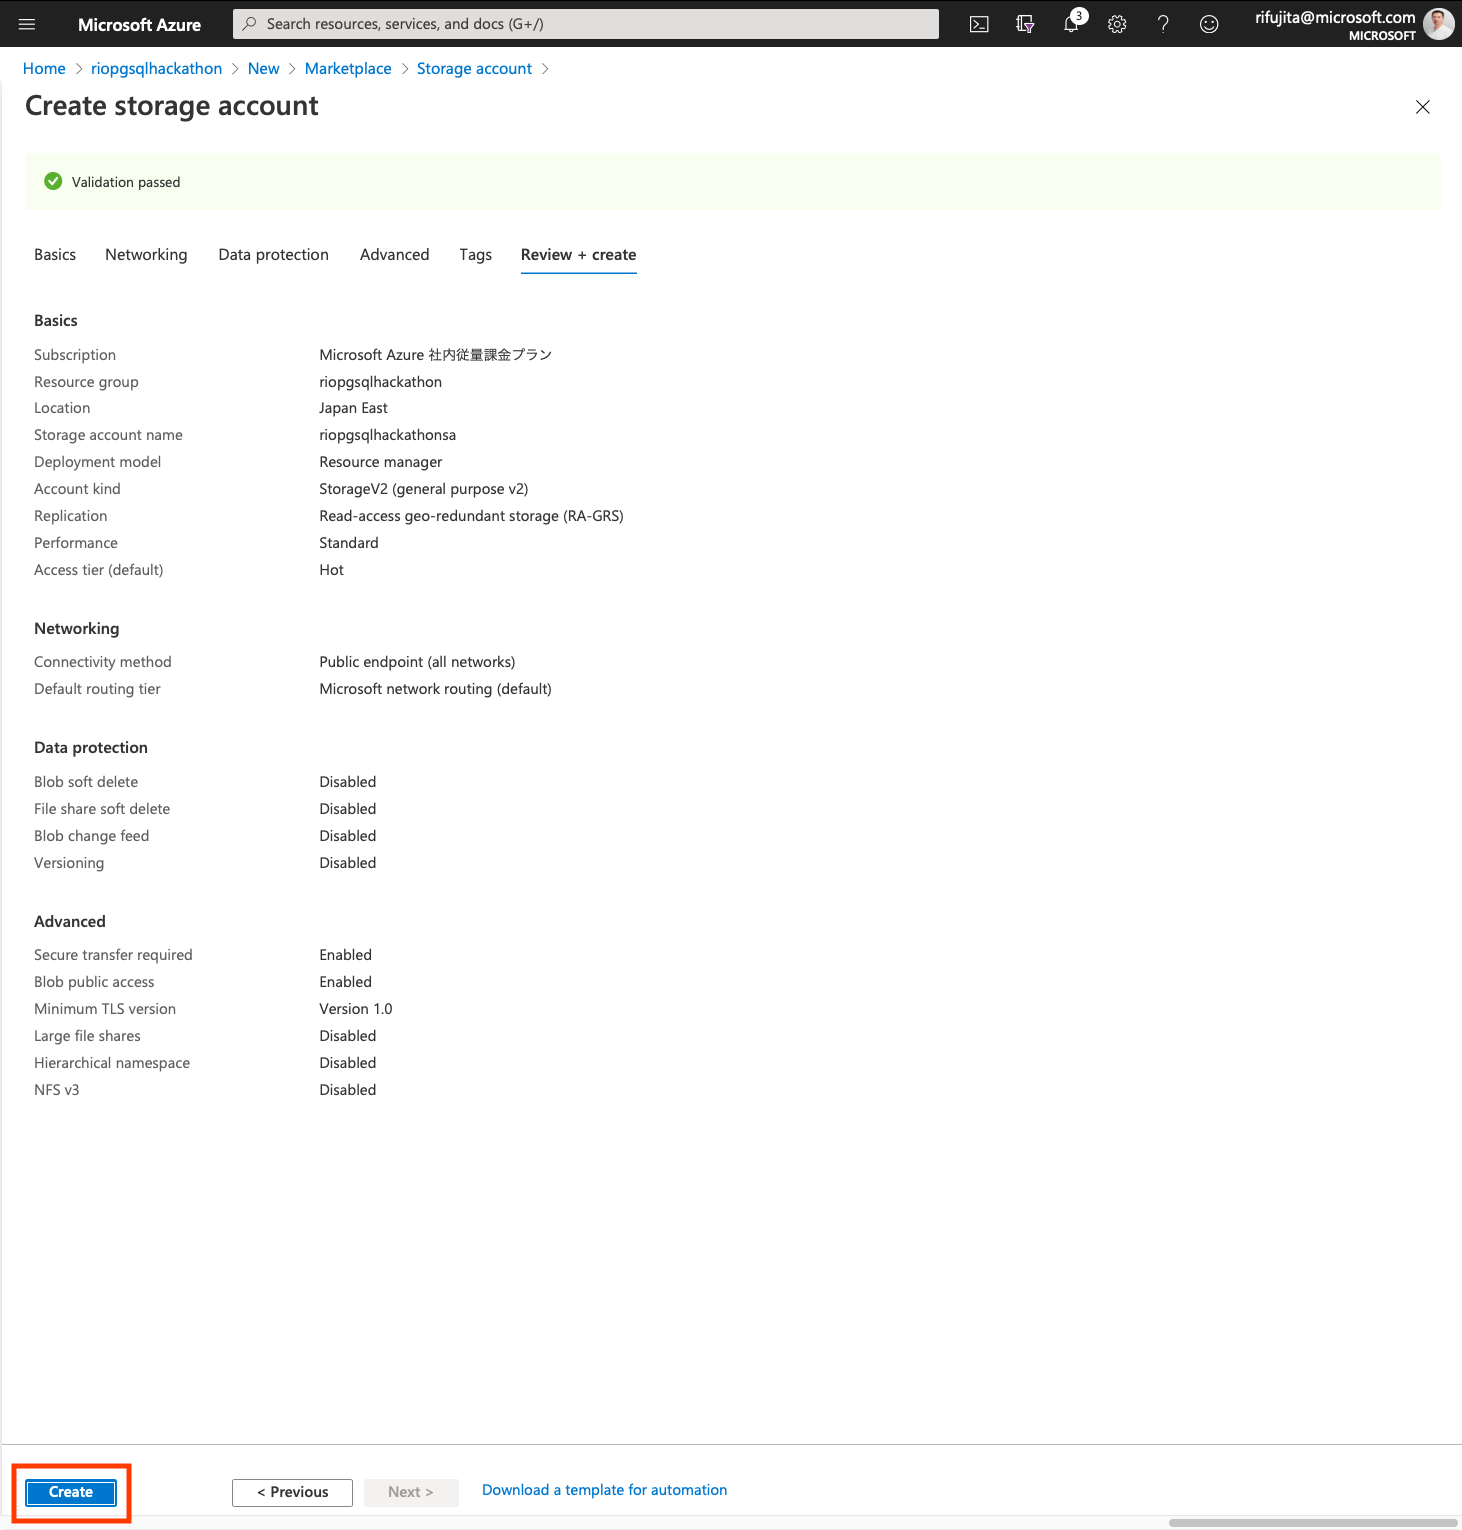 Microsoft Azure
Search resources, services, and docs (G+/)
3
rifujita@microsoft.com
MICROSOFT
Home > riopgsqlhackathon > New > Marketplace > Storage account >
Create storage account
Validation passed
Basics Networking Data protection Advanced Tags Review + create
Basics
Subscription Microsoft Azure 社内従量課金プラン
Resource group riopgsqlhackathon
Location Japan East
Storage account name riopgsqlhackathonsa
Deployment model Resource manager
Account kind StorageV2 (general purpose v2)
Replication Read-access geo-redundant storage (RA-GRS)
Performance Standard
Access tier (default) Hot
Networking
Connectivity method Public endpoint (all networks)
Default routing tier Microsoft network routing (default)
Data protection
Blob soft delete Disabled
File share soft delete Disabled
Blob change feed Disabled
Versioning Disabled
Advanced
Secure transfer required Enabled
Blob public access Enabled
Minimum TLS version Version 1.0
Large file shares Disabled
Hierarchical namespace Disabled
NFS v3 Disabled
Create < Previous Next > Download a template for automation